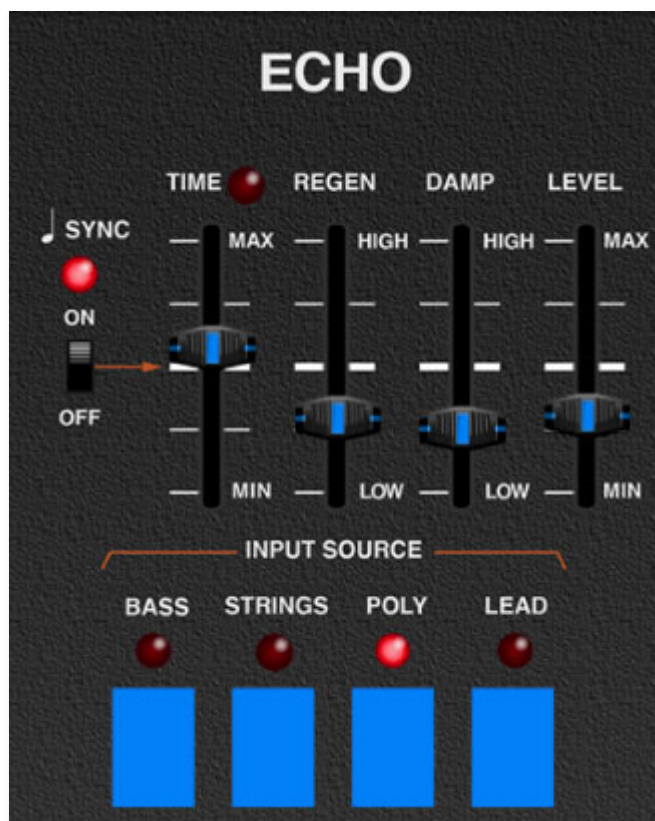 ECHO
TIME REGEN DAMP LEVEL
SYNC
MAX HIGH HIGH MAX
ON
OFF
MIN LOW LOW MIN
INPUT SOURCE
BASS STRINGS POLY LEAD